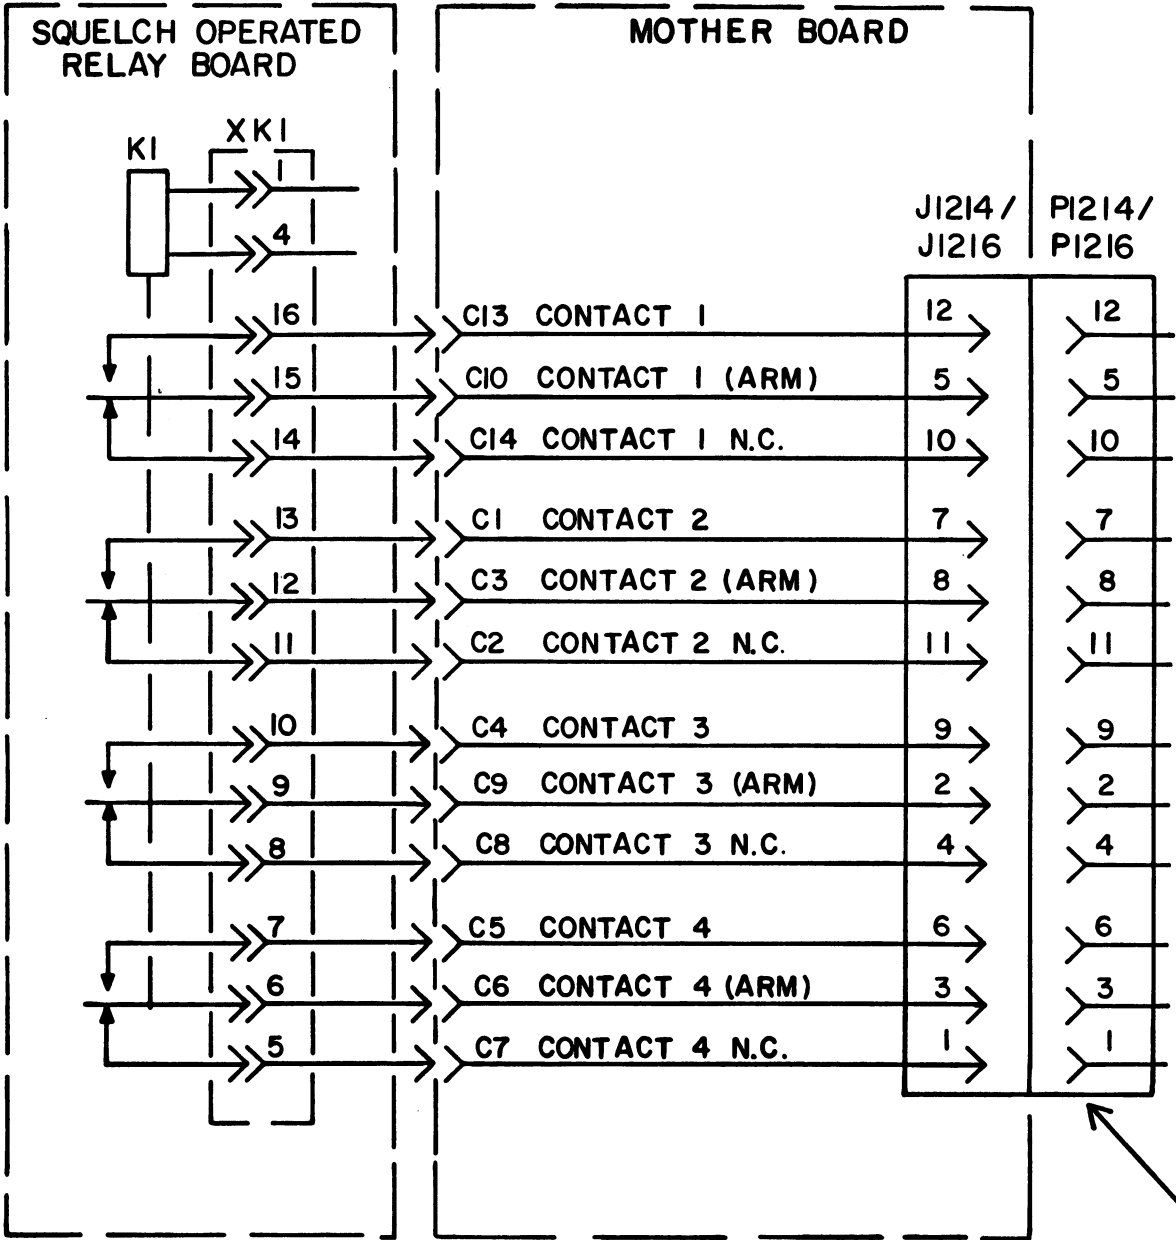 SQUELCH OPERATED
RELAY BOARD
MOTHER BOARD
K1
XK1
1
4
J1214/
J1216
P1214/
P1216
16 C13 CONTACT 1 12 12
15 C10 CONTACT 1 (ARM) 5 5
14 C14 CONTACT 1 N.C. 10 10
13 C1 CONTACT 2 7 7
12 C3 CONTACT 2 (ARM) 8 8
11 C2 CONTACT 2 N.C. 11 11
10 C4 CONTACT 3 9 9
9 C9 CONTACT 3 (ARM) 2 2
8 C8 CONTACT 3 N.C. 4 4
7 C5 CONTACT 4 6 6
6 C6 CONTACT 4 (ARM) 3 3
5 C7 CONTACT 4 N.C. 1 1